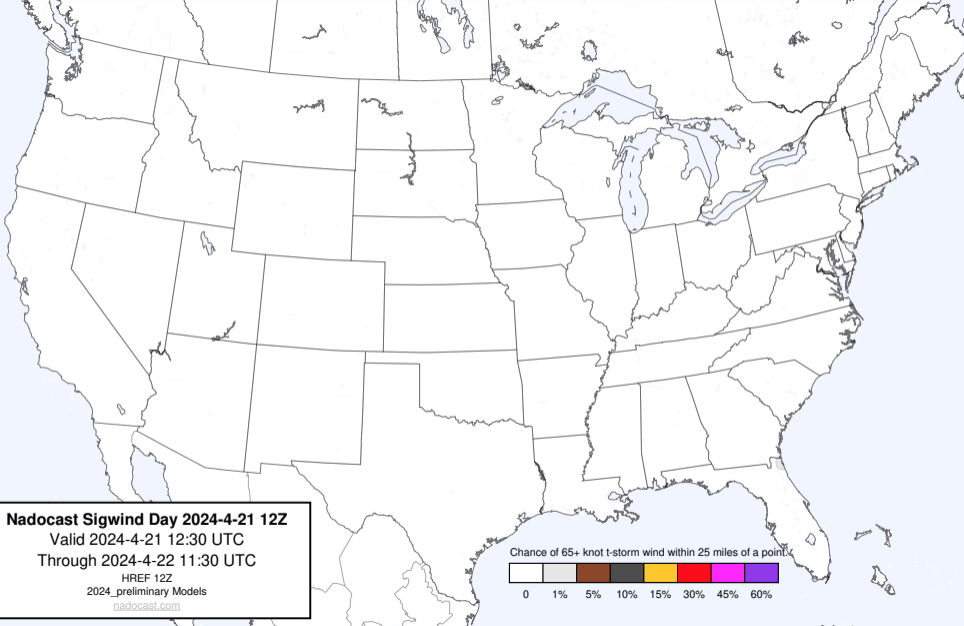 Nadocast Sigwind Day 2024-4-21 12Z
Valid 2024-4-21 12:30 UTC
Through 2024-4-22 11:30 UTC
HREF 12Z
2024_preliminary Models
nadocast.com
Chance of 65+ knot t-storm wind within 25 miles of a point.
0 1% 5% 10% 15% 30% 45% 60%